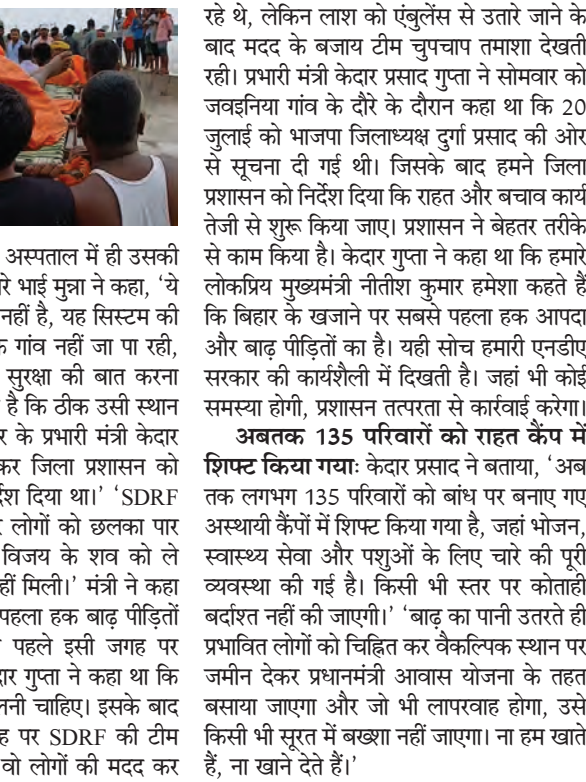 अस्पताल में ही उसकी
रे भाई मुन्ना ने कहा, ‘ये
नहीं है, यह सिस्टम की
गांव नहीं जा पा रही,
सुरक्षा की बात करना
है कि ठीक उसी स्थान
र के प्रभारी मंत्री केदार
कर जिला प्रशासन को
र्देश दिया था।’ ‘SDRF
लोगों को छलका पार
विजय के शव को ले
हीं मिली।’ मंत्री ने कहा
पहला हक बाढ़ पीड़ितों
पहले इसी जगह पर
दार गुप्ता ने कहा था कि
लनी चाहिए। इसके बाद
ह पर SDRF की टीम
वो लोगों की मदद कर
रहे थे, लेकिन लाश को एंबुलेंस से उतारे जाने के
बाद मदद के बजाय टीम चुपचाप तमाशा देखती
रही। प्रभारी मंत्री केदार प्रसाद गुप्ता ने सोमवार को
जवइनिया गांव के दौरे के दौरान कहा था कि 20
जुलाई को भाजपा जिलाध्यक्ष दुर्गा प्रसाद की ओर
से सूचना दी गई थी। जिसके बाद हमने जिला
प्रशासन को निर्देश दिया कि राहत और बचाव कार्य
तेजी से शुरू किया जाए। प्रशासन ने बेहतर तरीके
से काम किया है। केदार गुप्ता ने कहा था कि हमारे
लोकप्रिय मुख्यमंत्री नीतीश कुमार हमेशा कहते हैं
कि बिहार के खजाने पर सबसे पहला हक आपदा
और बाढ़ पीड़ितों का है। यही सोच हमारी एनडीए
सरकार की कार्यशैली में दिखती है। जहां भी कोई
समस्या होगी, प्रशासन तत्परता से कार्रवाई करेगा।
अबतक 135 परिवारों को राहत कैंप में
शिफ्ट किया गयाः केदार प्रसाद ने बताया, ‘अब
तक लगभग 135 परिवारों को बांध पर बनाए गए
अस्थायी कैंपों में शिफ्ट किया गया है, जहां भोजन,
स्वास्थ्य सेवा और पशुओं के लिए चारे की पूरी
व्यवस्था की गई है। किसी भी स्तर पर कोताही
बर्दाश्त नहीं की जाएगी।’ ‘बाढ़ का पानी उतरते ही
प्रभावित लोगों को चिह्नित कर वैकल्पिक स्थान पर
जमीन देकर प्रधानमंत्री आवास योजना के तहत
बसाया जाएगा और जो भी लापरवाह होगा, उसे
किसी भी सूरत में बख्शा नहीं जाएगा। ना हम खाते
हैं, ना खाने देते हैं।’